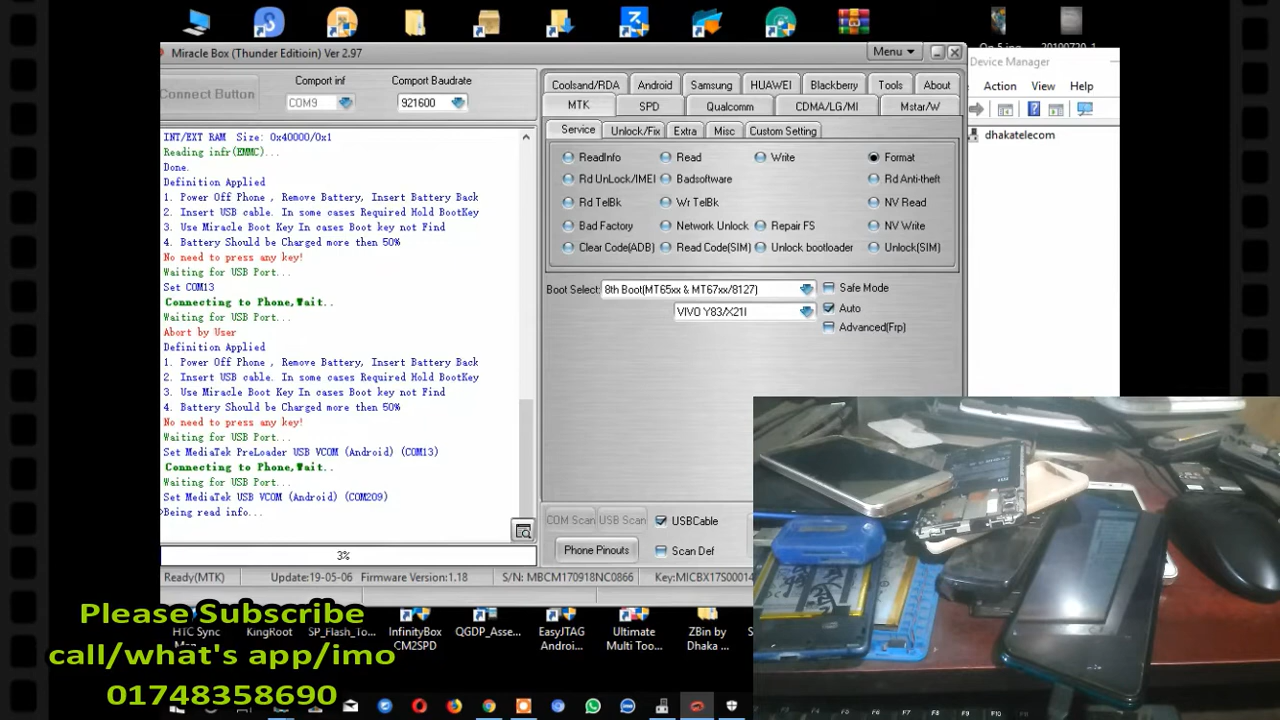 On 5.jpg
20190720_1
Miracle Box (Thunder Editioin) Ver 2.97
Menu
Connect Button
Comport inf
Comport Baudrate
COM9
921600
Coolsand/RDA
Android
Samsung
HUAWEI
Blackberry
Tools
About
MTK
SPD
Qualcomm
CDMA/LG/MI
Mstar/W
Service
Unlock/Fix
Extra
Misc
Custom Setting
ReadInfo
Read
Write
Format
Rd UnLock/IMEI
Badsoftware
Rd Anti-theft
Rd TelBk
Wr TelBk
NV Read
Bad Factory
Network Unlock
Repair FS
NV Write
Clear Code(ADB)
Read Code(SIM)
Unlock bootloader
Unlock(SIM)
Boot Select:
8th Boot(MT65xx & MT67xx/8127)
Safe Mode
VIVO Y83/X21I
Auto
Advanced(Frp)
INT/EXT RAM Size: 0x40000/0x1
Reading infr(EMMC)...
Done.
Definition Applied
1. Power Off Phone , Remove Battery, Insert Battery Back
2. Insert USB cable. In some cases Required Hold BootKey
3. Use Miracle Boot Key In cases Boot key not Find
4. Battery Should be Charged more then 50%
No need to press any key!
Waiting for USB Port...
Set COM13
Connecting to Phone,Wait..
Waiting for USB Port...
Abort by User
Definition Applied
1. Power Off Phone , Remove Battery, Insert Battery Back
2. Insert USB cable. In some cases Required Hold BootKey
3. Use Miracle Boot Key In cases Boot key not Find
4. Battery Should be Charged more then 50%
No need to press any key!
Waiting for USB Port...
Set MediaTek PreLoader USB VCOM (Android) (COM13)
Connecting to Phone,Wait..
Waiting for USB Port...
Set MediaTek USB VCOM (Android) (COM209)
>Being read info...
3%
COM Scan
USB Scan
USBCable
Phone Pinouts
Scan Def
Ready(MTK)
Update:19-05-06
Firmware Version:1.18
S/N: MBCM170918NC0866
Key:MICBX17S00014
Device Manager
Action
View
Help
dhakatelecom
HTC Sync
KingRoot
SP_Flash_To...
InfinityBox
CM2SPD
QGDP_Asse...
EasyJTAG
Androi...
Ultimate
Multi Too...
ZBin by
Dhaka ...
Please Subscribe
call/what's app/imo
01748358690